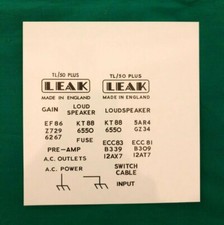 TL/50 PLUS TL/50 PLUS
LEAK LEAK
MADE IN ENGLAND MADE IN ENGLAND
GAIN LOUD SPEAKER LOUDSPEAKER
EF86 KT88 KT88 5AR4
Z729 6550 6550 GZ34
6267 FUSE ECC83 ECC81
PRE-AMP B339 B309
A.C. OUTLETS 12AX7 12AT7
A.C. POWER SWITCH
CABLE
INPUT